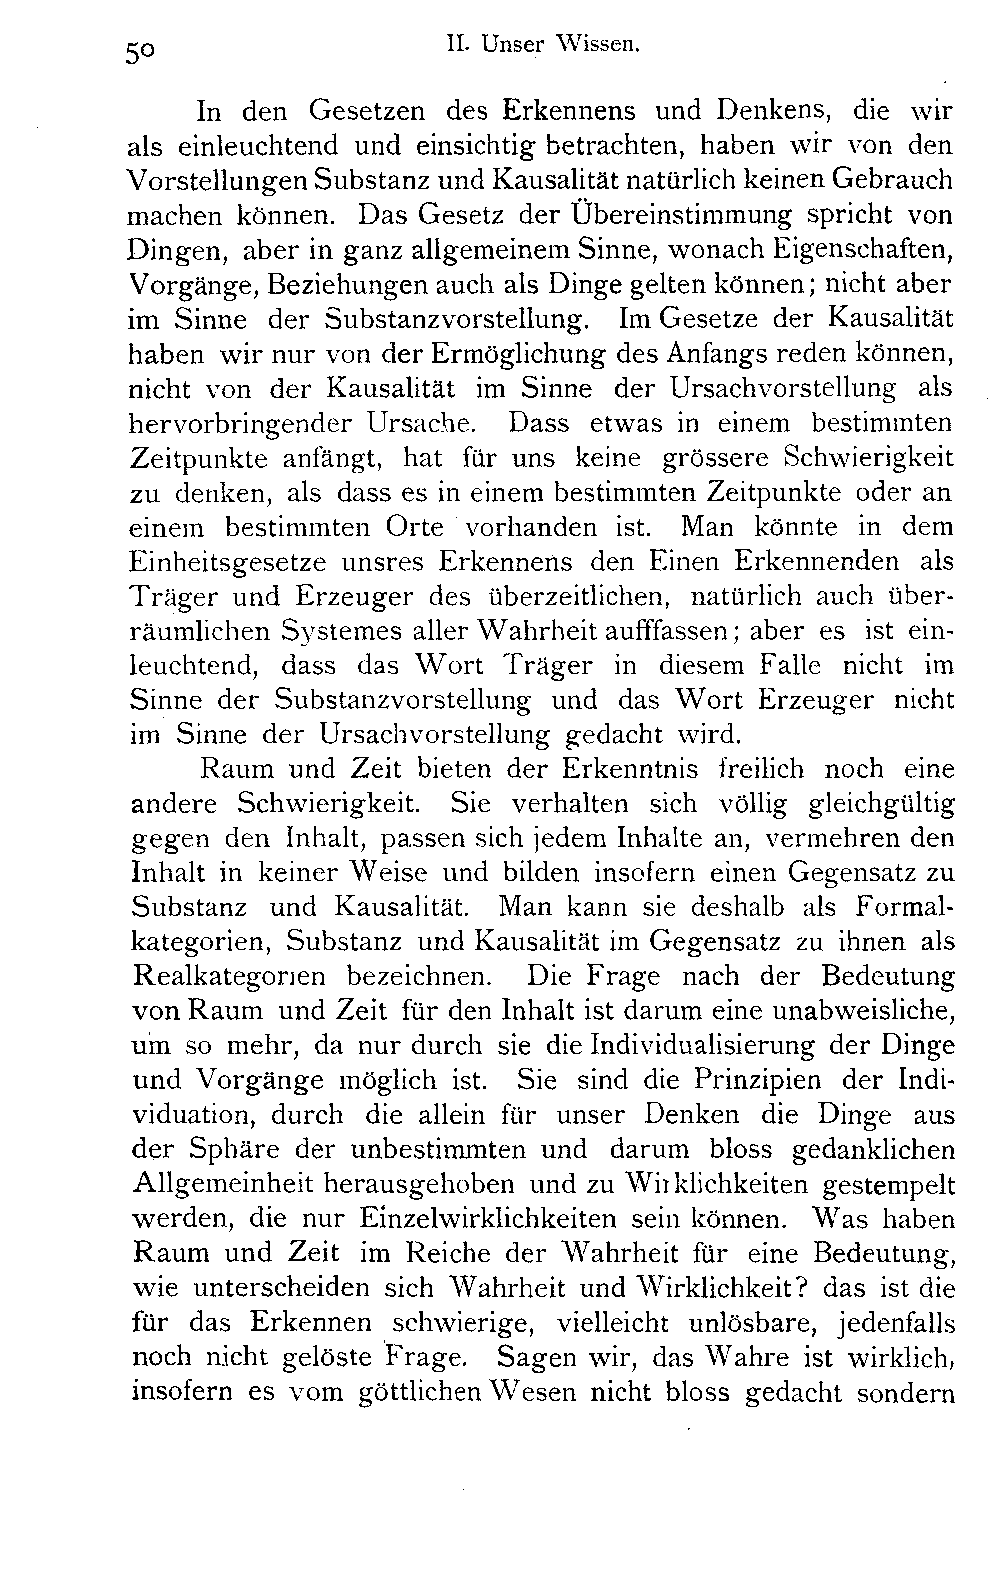 50
II. Unser Wissen.
In den Gesetzen des Erkennens und Denkens, die wir
als einleuchtend und einsichtig betrachten, haben wir von den
Vorstellungen Substanz und Kausalität natürlich keinen Gebrauch
machen können. Das Gesetz der Übereinstimmung spricht von
Dingen, aber in ganz allgemeinem Sinne, wonach Eigenschaften,
Vorgänge, Beziehungen auch als Dinge gelten können; nicht aber
im Sinne der Substanzvorstellung. Im Gesetze der Kausalität
haben wir nur von der Ermöglichung des Anfangs reden können,
nicht von der Kausalität im Sinne der Ursachvorstellung als
hervorbringender Ursache. Dass etwas in einem bestimmten
Zeitpunkte anfängt, hat für uns keine grössere Schwierigkeit
zu denken, als dass es in einem bestimmten Zeitpunkte oder an
einem bestimmten Orte vorhanden ist. Man könnte in dem
Einheitsgesetze unsres Erkennens den Einen Erkennenden als
Träger und Erzeuger des überzeitlichen, natürlich auch über-
räumlichen Systemes aller Wahrheit aufffassen; aber es ist ein-
leuchtend, dass das Wort Träger in diesem Falle nicht im
Sinne der Substanzvorstellung und das Wort Erzeuger nicht
im Sinne der Ursachvorstellung gedacht wird.
Raum und Zeit bieten der Erkenntnis freilich noch eine
andere Schwierigkeit. Sie verhalten sich völlig gleichgültig
gegen den Inhalt, passen sich jedem Inhalte an, vermehren den
Inhalt in keiner Weise und bilden insofern einen Gegensatz zu
Substanz und Kausalität. Man kann sie deshalb als Formal-
kategorien, Substanz und Kausalität im Gegensatz zu ihnen als
Realkategorien bezeichnen. Die Frage nach der Bedeutung
von Raum und Zeit für den Inhalt ist darum eine unabweisliche,
um so mehr, da nur durch sie die Individualisierung der Dinge
und Vorgänge möglich ist. Sie sind die Prinzipien der Indi-
viduation, durch die allein für unser Denken die Dinge aus
der Sphäre der unbestimmten und darum bloss gedanklichen
Allgemeinheit herausgehoben und zu Wirklichkeiten gestempelt
werden, die nur Einzelwirklichkeiten sein können. Was haben
Raum und Zeit im Reiche der Wahrheit für eine Bedeutung,
wie unterscheiden sich Wahrheit und Wirklichkeit? das ist die
für das Erkennen schwierige, vielleicht unlösbare, jedenfalls
noch nicht gelöste Frage. Sagen wir, das Wahre ist wirklich,
insofern es vom göttlichen Wesen nicht bloss gedacht sondern